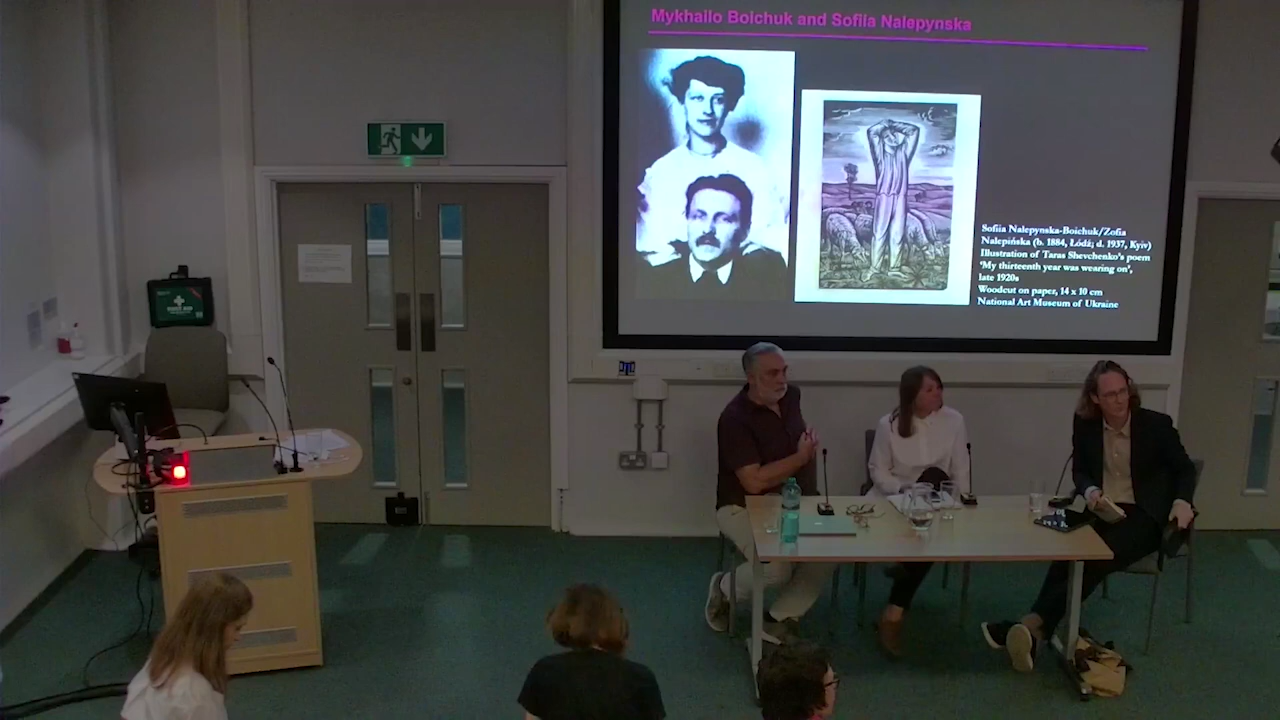 Mykhailo Boichuk and Sofiia Nalepynska
Sofiia Nalepynska-Boichuk/Zofia
Nalepińska (b. 1884, Łódź; d. 1937, Kyiv)
Illustration of Taras Shevchenko's poem
'My thirteenth year was wearing on',
late 1920s
Woodcut on paper, 14 x 10 cm
National Art Museum of Ukraine